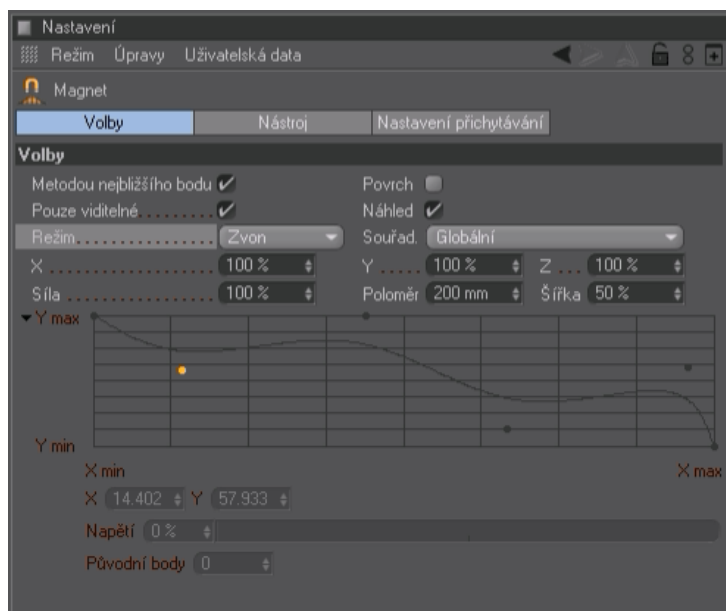 Nastavení
Režim Úpravy Uživatelská data
Magnet
Volby Nástroj Nastavení přichytávání
Volby
Metodou nejbližšího bodu Povrch
Pouze viditelné......... Náhled
Režim.................. Zvon Souřad. Globální
X ...................... 100 % Y ..... 100 % Z ... 100 %
Síla .................... 100 % Poloměr 200 mm Šířka 50 %
Y max
Y min
X min X max
X 14.402 Y 57.933
Napětí 0 %
Původní body 0